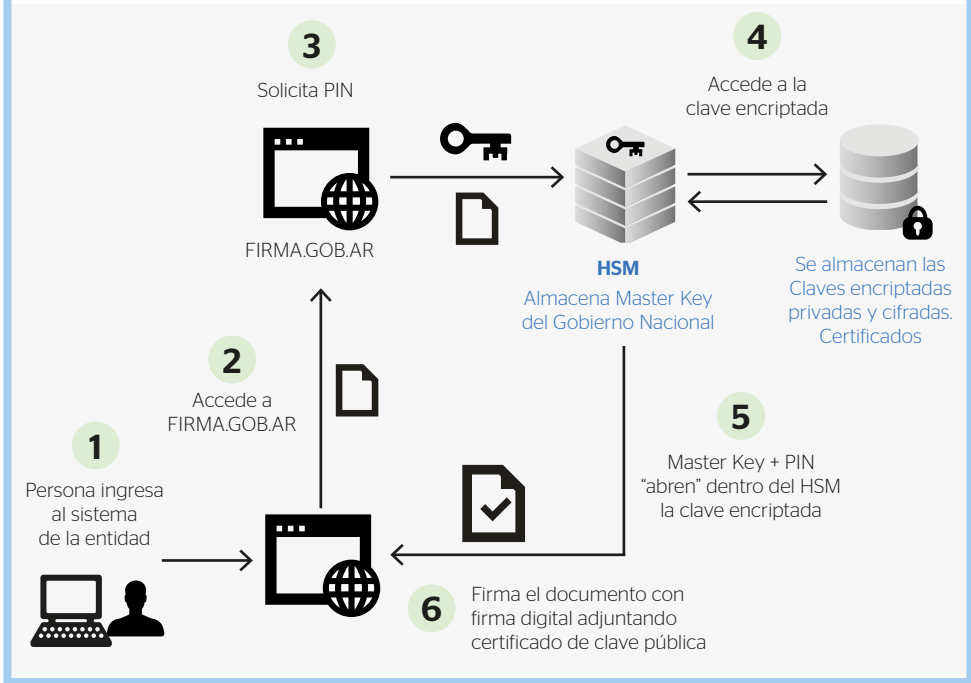 1
Persona ingresa
al sistema
de la entidad
2
Accede a
FIRMA.GOB.AR
3
Solicita PIN
FIRMA.GOB.AR
HSM
Almacena Master Key
del Gobierno Nacional
4
Accede a la
clave encriptada
Se almacenan las
Claves encriptadas
privadas y cifradas.
Certificados
5
Master Key + PIN
“abren” dentro del HSM
la clave encriptada
6
Firma el documento con
firma digital adjuntando
certificado de clave pública